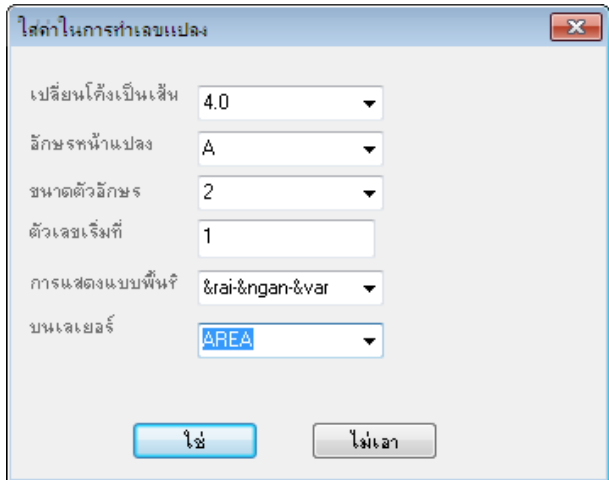 ใส่ค่าในการทำเลขแปลง
เปลี่ยนโค้งเป็นเส้น 4.0
อักษรหน้าแปลง A
ขนาดตัวอักษร 2
ตัวเลขเริ่มที่ 1
การแสดงแบบพื้นที่ &rai-&ngan-&var
บนเลเยอร์ AREA
ใช่ ไม่เอา